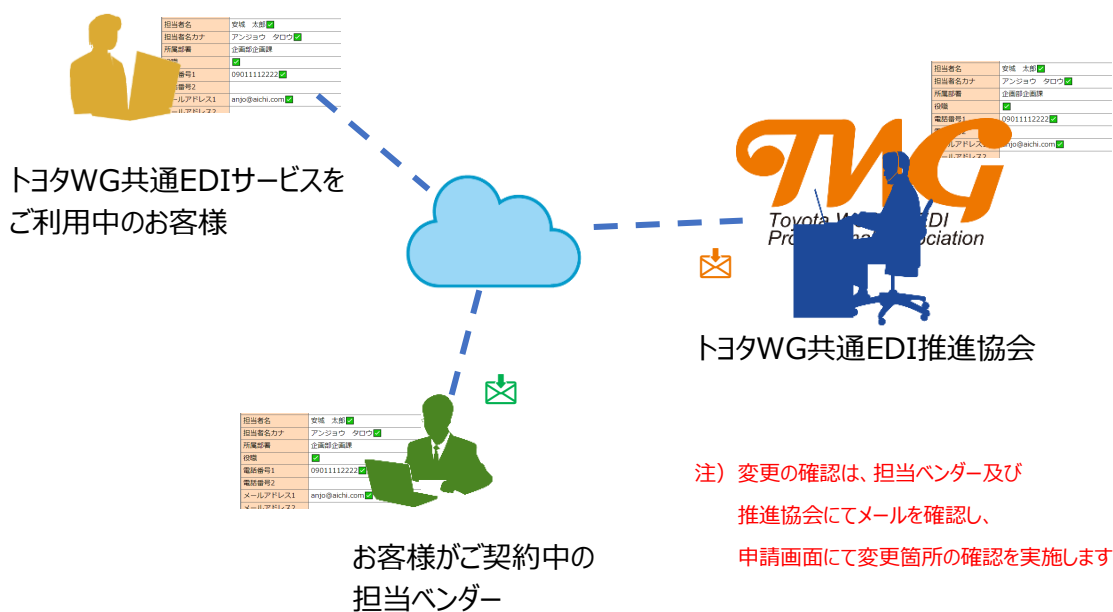 担当者名 安城 太郎
担当者名カナ アンジョウ タロウ
所属部署 企画部企画課
番号1 09011112222
番号2
ールアドレス1 anjo@aichi.com
トヨタWG共通EDIサービスを
ご利用中のお客様
担当者名 安城 太郎
担当者名カナ アンジョウ タロウ
所属部署 企画部企画課
役職
電話番号1 09011112222
anjo@aichi.com
TWG
Toyota W EDI
Pro ciation
トヨタWG共通EDI推進協会
担当者名 安城 太郎
担当者名カナ アンジョウ タロウ
所属部署 企画部企画課
役職
電話番号1 09011112222
電話番号2
メールアドレス1 anjo@aichi.com
メールアドレス2
お客様がご契約中の
担当ベンダー
注）変更の確認は、担当ベンダー及び
推進協会にてメールを確認し、
申請画面にて変更箇所の確認を実施します